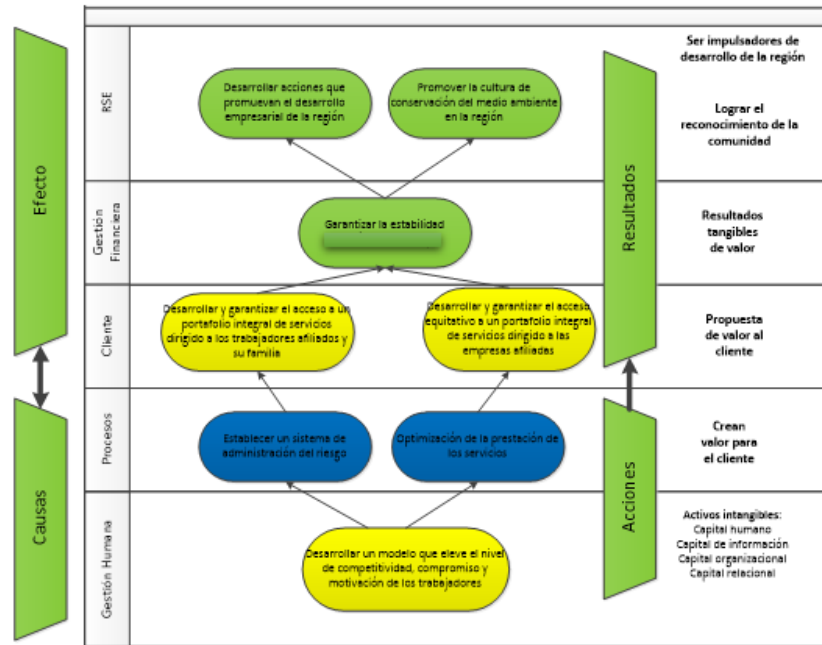 Efecto
Causas
RSE
Desarrollar acciones que
promuevan el desarrollo
empresarial de la región
Promover la cultura de
conservación del medio ambiente
en la región
Ser impulsadores de
desarrollo de la región
Lograr el
reconocimiento de la
comunidad
Gestión
Financiera
Garantizar la estabilidad
Resultados
Resultados
tangibles
de valor
Cliente
Desarrollar y garantizar el acceso a un
portafolio integral de servicios
dirigido a los trabajadores afiliados y
su familia
Desarrollar y garantizar el acceso
equitativo a un portafolio integral
de servicios dirigido a las
empresas afiliadas
Propuesta
de valor al
cliente
Procesos
Establecer un sistema de
administración del riesgo
Optimización de la prestación de
los servicios
Crean
valor para
el cliente
Gestión Humana
Desarrollar un modelo que eleve el nivel
de competitividad, compromiso y
motivación de los trabajadores
Acciones
Activos intangibles:
Capital humano
Capital de información
Capital organizacional
Capital relacional